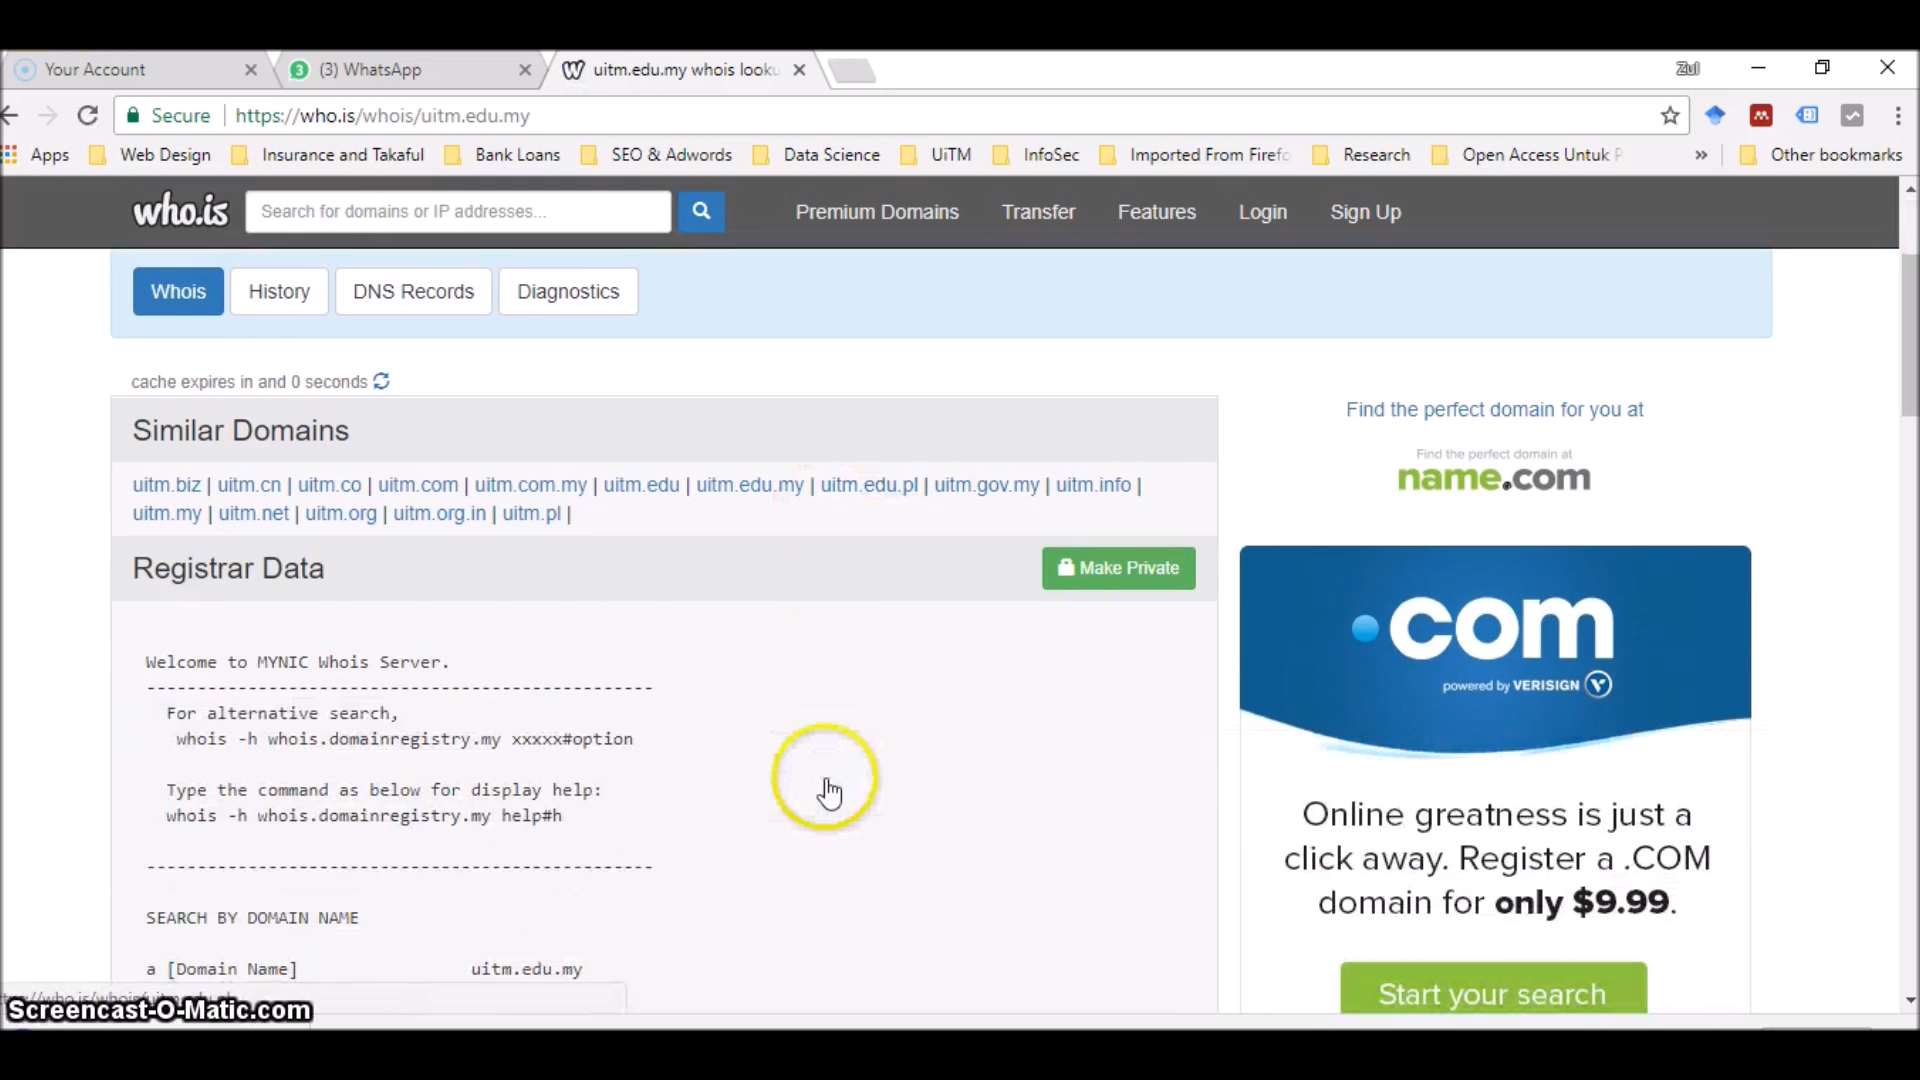 Your Account
3 (3) WhatsApp
uitm.edu.my whois looku
Zul
Secure https://who.is/whois/uitm.edu.my
Apps Web Design Insurance and Takaful Bank Loans SEO & Adwords Data Science UiTM InfoSec Imported From Firefo Research Open Access Untuk P » Other bookmarks
who.is Search for domains or IP addresses... Premium Domains Transfer Features Login Sign Up
Whois History DNS Records Diagnostics
cache expires in and 0 seconds
Similar Domains
uitm.biz | uitm.cn | uitm.co | uitm.com | uitm.com.my | uitm.edu | uitm.edu.my | uitm.edu.pl | uitm.gov.my | uitm.info |
uitm.my | uitm.net | uitm.org | uitm.org.in | uitm.pl |
Registrar Data Make Private
Welcome to MYNIC Whois Server.
--------------------------------------------------
For alternative search,
whois -h whois.domainregistry.my xxxxx#option
Type the command as below for display help:
whois -h whois.domainregistry.my help#h
--------------------------------------------------
SEARCH BY DOMAIN NAME
a [Domain Name] uitm.edu.my
Find the perfect domain for you at
Find the perfect domain at
name.com
.com
powered by VERISIGN
Online greatness is just a
click away. Register a .COM
domain for only $9.99.
Start your search
Screencast-O-Matic.com